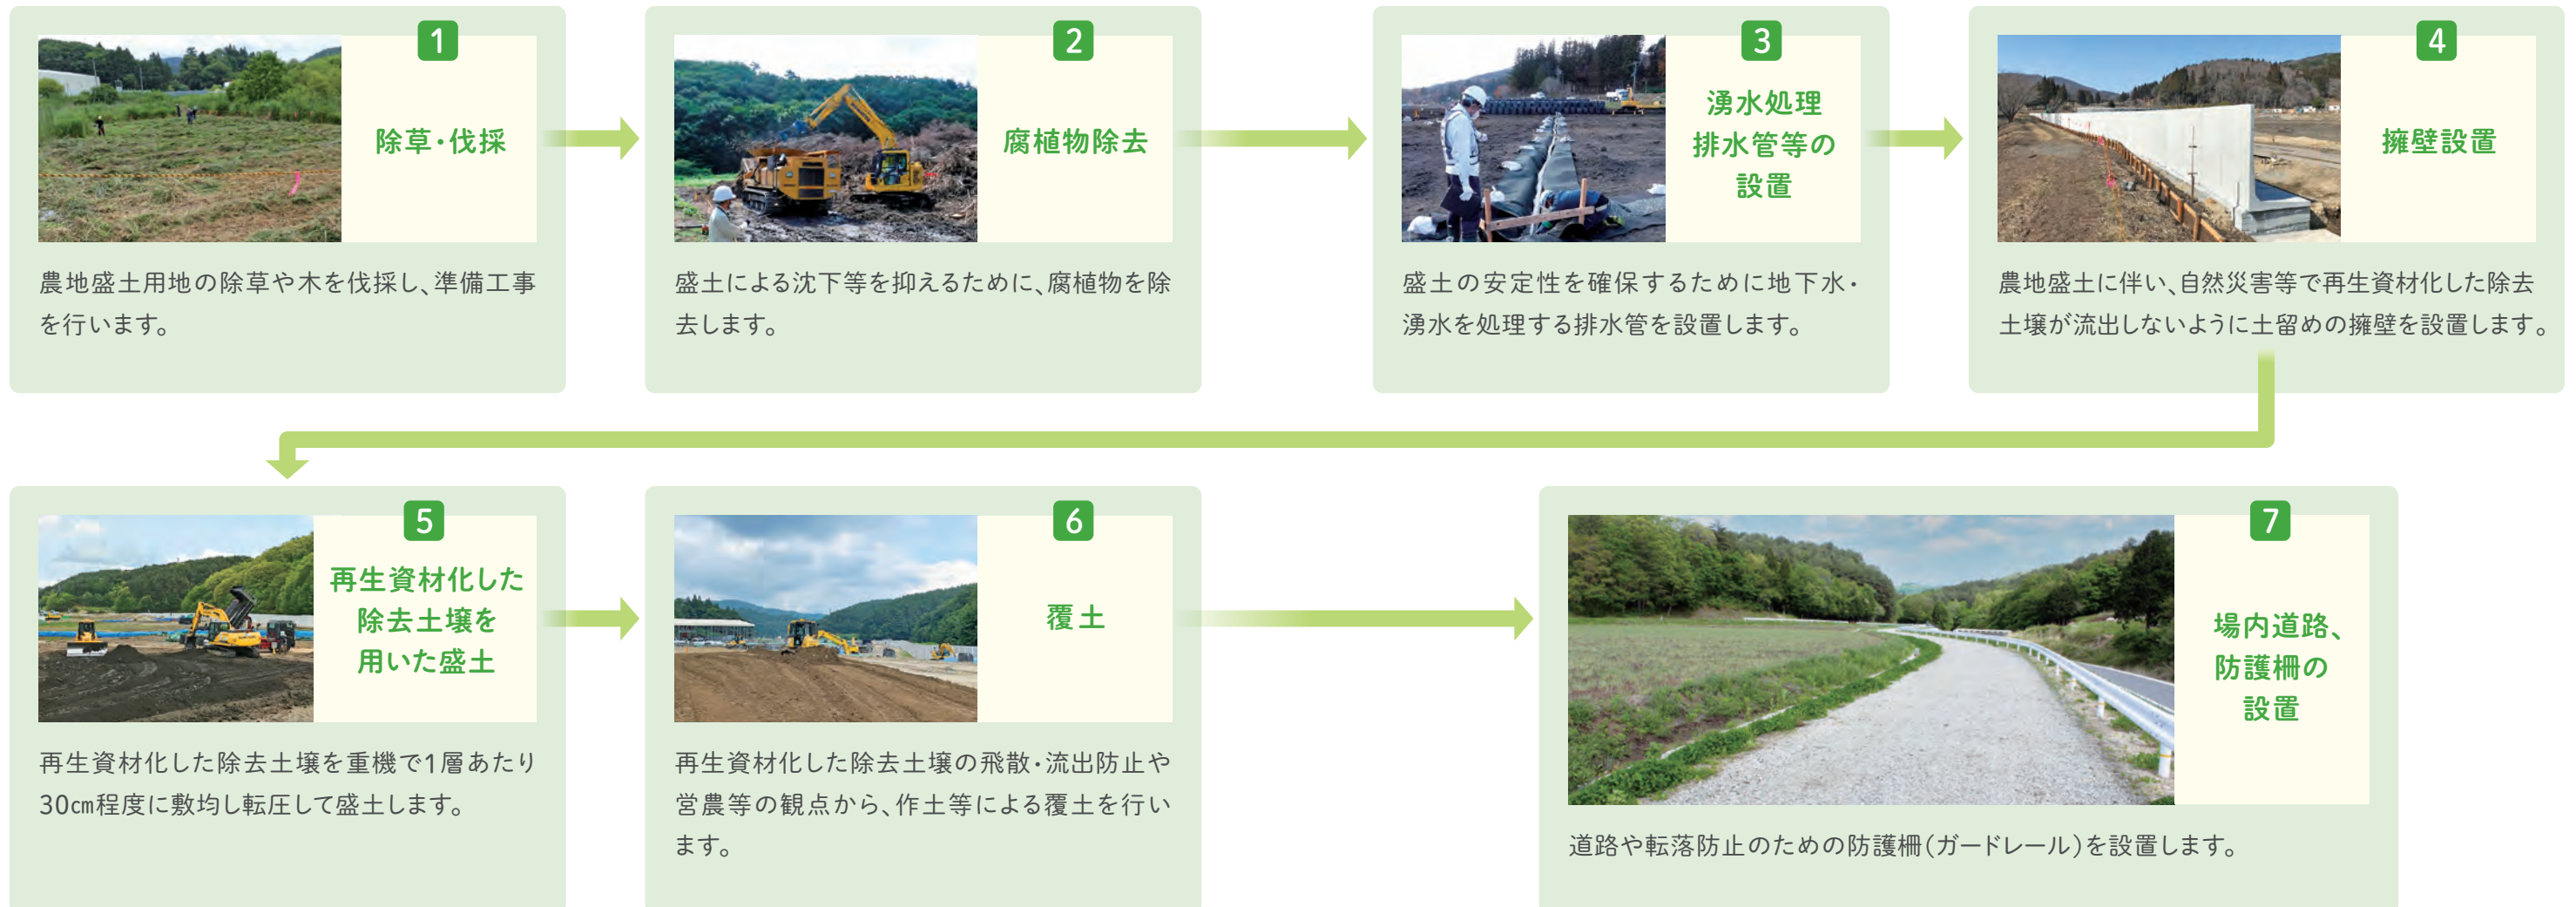 1
除草・伐採
農地盛土用地の除草や木を伐採し、準備工事
を行います。
2
腐植物除去
盛土による沈下等を抑えるために、腐植物を除
去します。
3
湧水処理
排水管等の
設置
盛土の安定性を確保するために地下水・
湧水を処理する排水管を設置します。
4
擁壁設置
農地盛土に伴い、自然災害等で再生資材化した除去
土壌が流出しないように土留めの擁壁を設置します。
5
再生資材化した
除去土壌を
用いた盛土
再生資材化した除去土壌を重機で1層あたり
30㎝程度に敷均し転圧して盛土します。
6
覆土
再生資材化した除去土壌の飛散・流出防止や
営農等の観点から、作土等による覆土を行い
ます。
7
場内道路、
防護柵の
設置
道路や転落防止のための防護柵（ガードレール）を設置します。